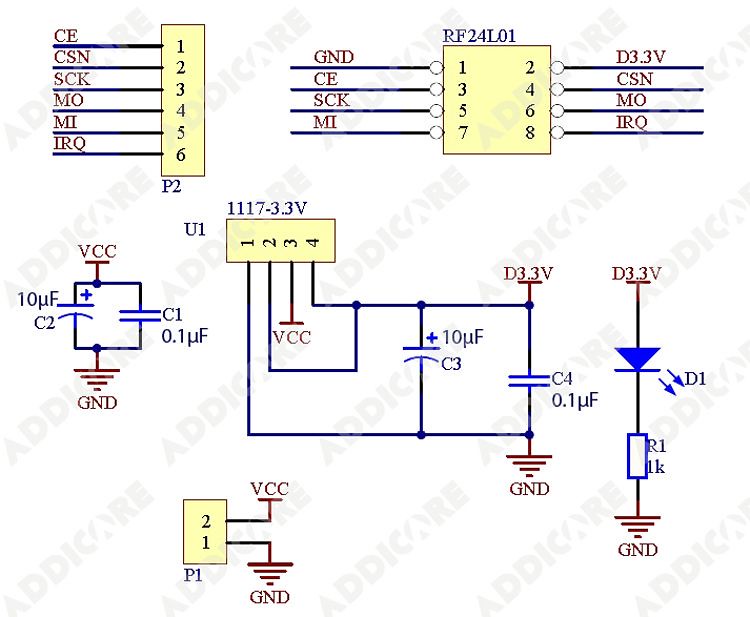 CE
CSN
SCK
MO
MI
IRQ
1
2
3
4
5
6
P2
RF24L01
GND 1 2 D3.3V
CE 3 4 CSN
SCK 5 6 MO
MI 7 8 IRQ
1117-3.3V
U1
1 2 3 4
VCC
10µF
C2
C1
0.1µF
GND
VCC
D3.3V
10µF
C3
C4
0.1µF
GND
D3.3V
D1
R1
1k
GND
VCC
2
1
P1
GND
ADDICORE